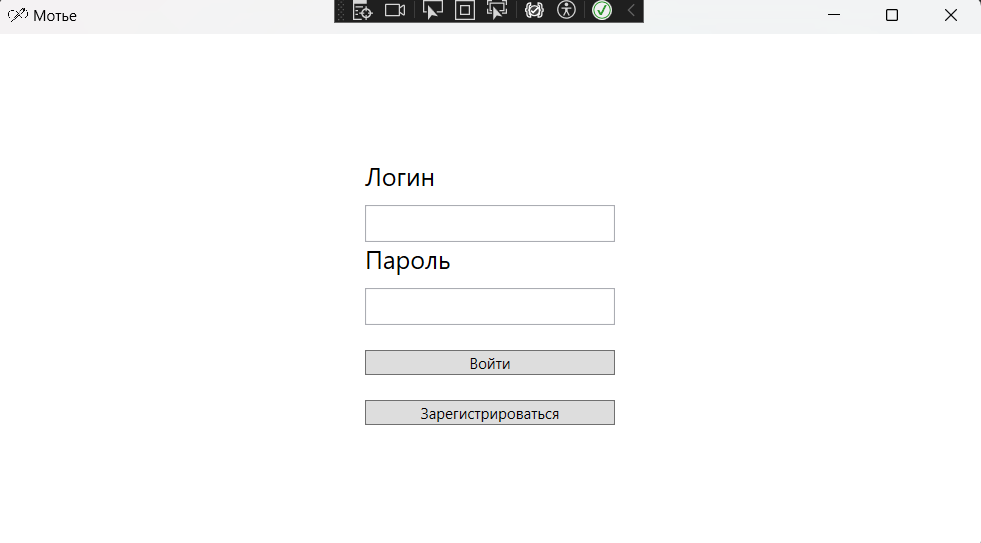 Мотье
Логин
Пароль
Войти
Зарегистрироваться